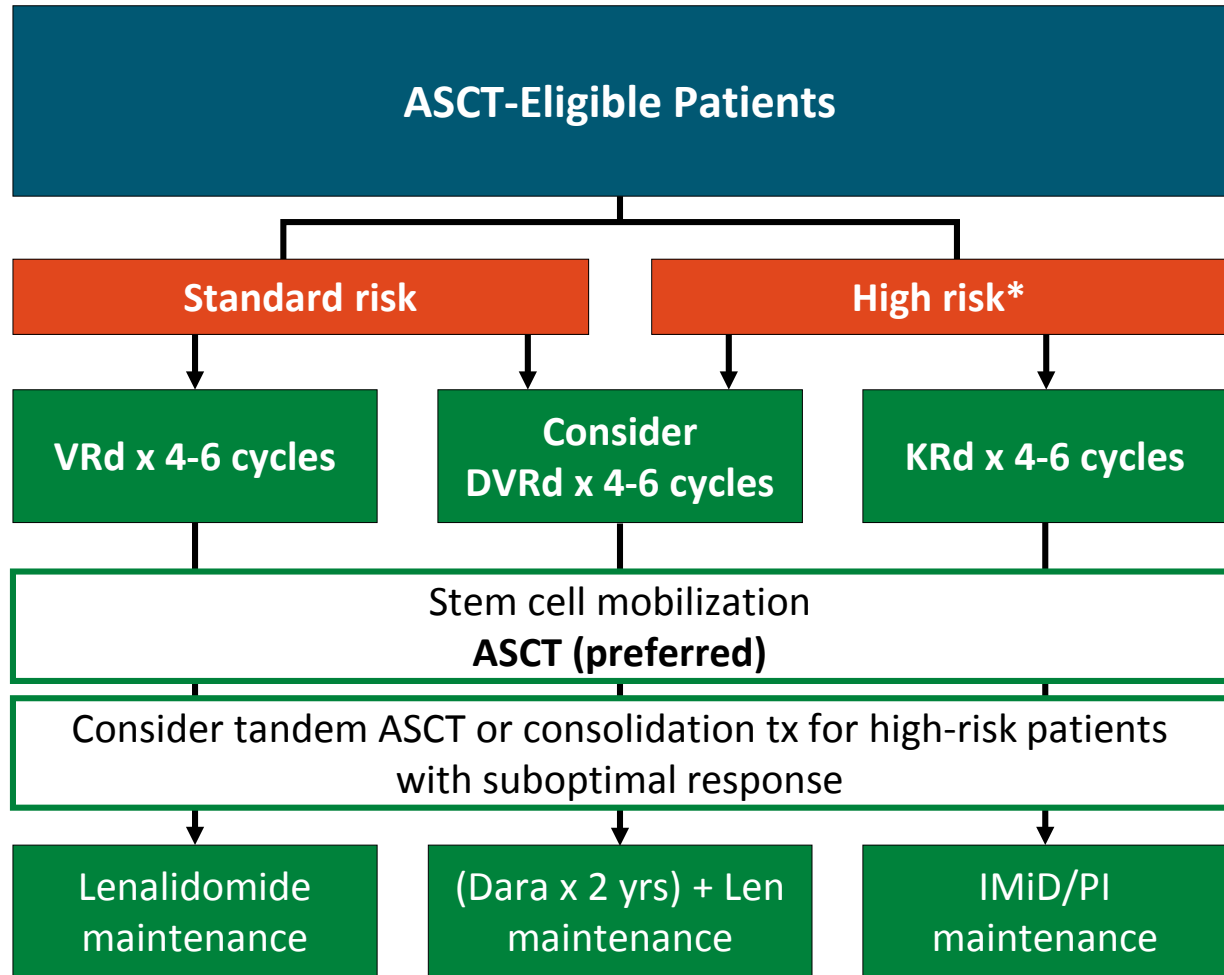 ASCT-Eligible Patients
Standard risk
High risk*
VRd x 4-6 cycles
Consider
DVRd x 4-6 cycles
KRd x 4-6 cycles
Stem cell mobilization
ASCT (preferred)
Consider tandem ASCT or consolidation tx for high-risk patients
with suboptimal response
Lenalidomide
maintenance
(Dara x 2 yrs) + Len
maintenance
IMiD/PI
maintenance